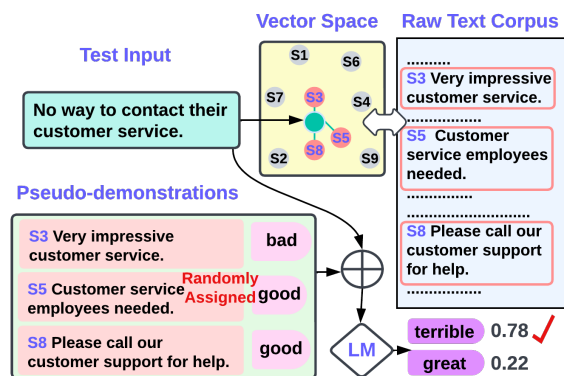 Test Input
No way to contact their
customer service.
Vector Space
S1
S6
S7
S3
S4
S5
S8
S2
S9
Raw Text Corpus
..........
S3 Very impressive
customer service.
.................
S5 Customer
service employees
needed.
...............
............................
S8 Please call our
customer support
for help.
.................
Pseudo-demonstrations
S3 Very impressive
customer service.
bad
S5 Customer service
employees needed.
Randomly
Assigned
good
S8 Please call our
customer support for help.
good
LM
terrible 0.78
great 0.22